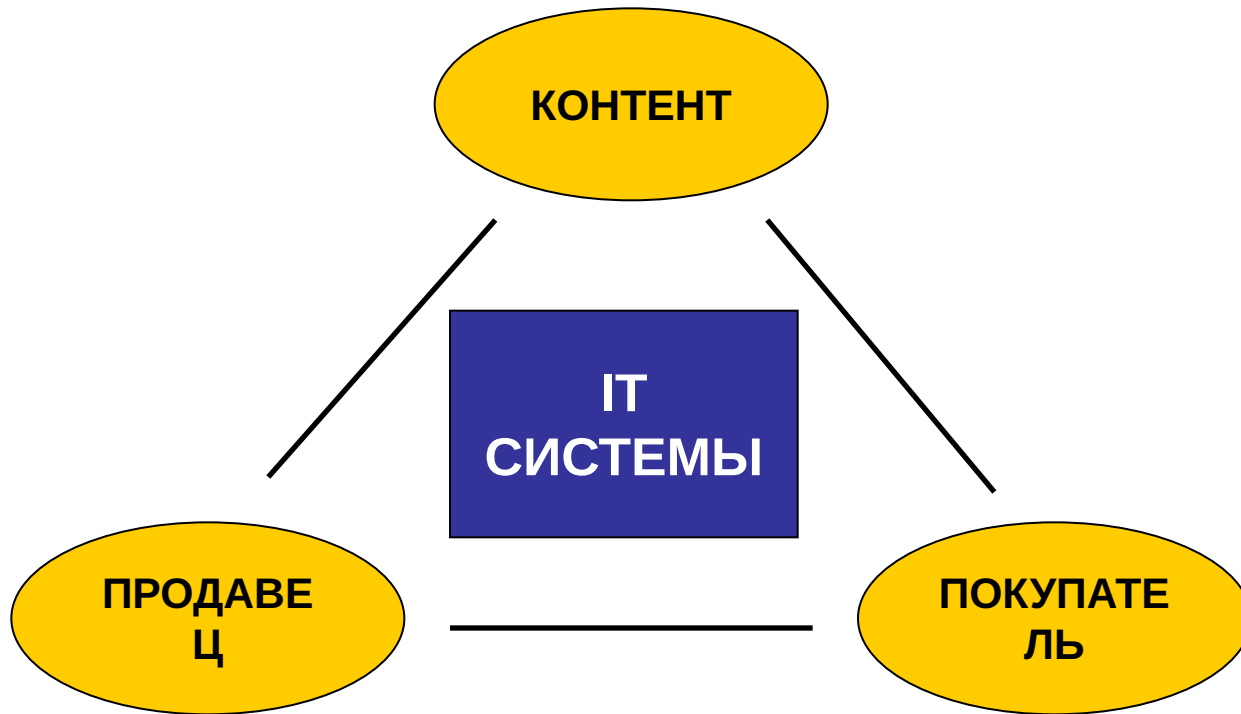 КОНТЕНТ
IT
СИСТЕМЫ
ПРОДАВЕ
Ц
ПОКУПАТЕ
ЛЬ